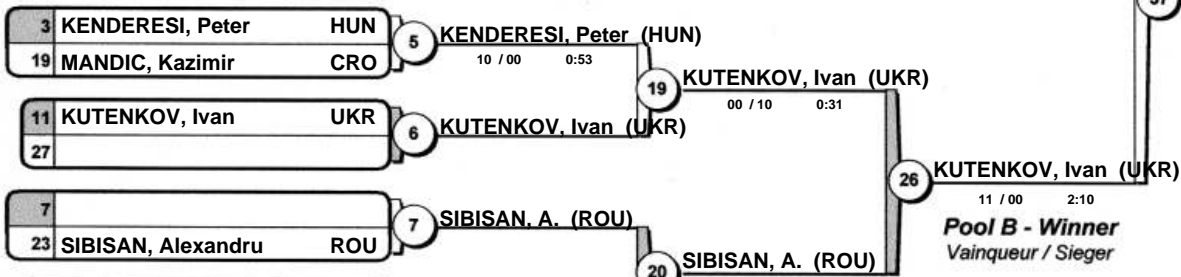 37
3 KENDERESI, Peter HUN
19 MANDIC, Kazimir CRO
5
KENDERESI, Peter (HUN)
10 / 00 0:53
19
KUTENKOV, Ivan (UKR)
00 / 10 0:31
11 KUTENKOV, Ivan UKR
27
6
KUTENKOV, Ivan (UKR)
26
KUTENKOV, Ivan (UKR)
11 / 00 2:10
Pool B - Winner
Vainqueur / Sieger
7
23 SIBISAN, Alexandru ROU
7
SIBISAN, A. (ROU)
20
SIBISAN, A. (ROU)